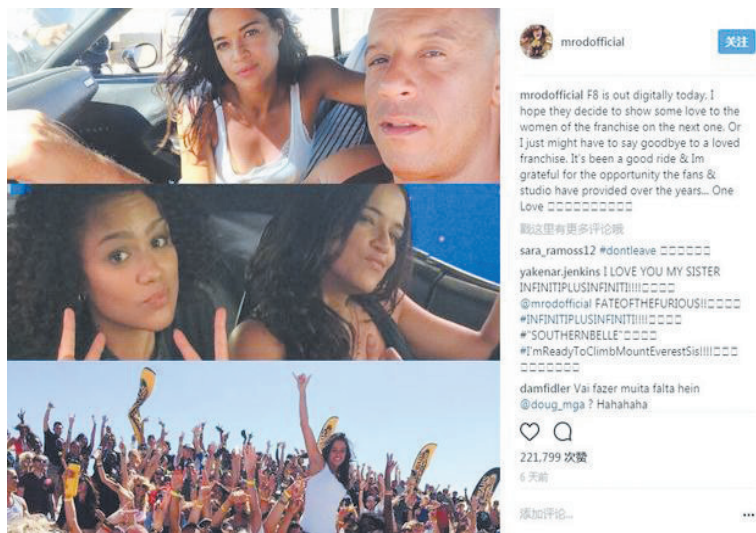 mrodofficial
关注
mrodofficial F8 is out digitally today. I
hope they decide to show some love to the
women of the franchise on the next one. Or
I just might have to say goodbye to a loved
franchise. It's been a good ride & Im
grateful for the opportunity the fans &
studio have provided over the years... One
Love □□□□□□□□□□
戳这里有更多评论哦
sara_ramoss12 #dontleave □□□□□□
yakenar.jenkins I LOVE YOU MY SISTER
INFINITIPLUSINFINITI!!!!□□□□
@mrodofficial FATEOFTHEFURIOUS!!□□□□
#INFINITIPLUSINFINITI!!!!□□□□
#"SOUTHERNBELLE"□□□□
#I'mReadyToClimbMountEverestSis!!!!□□□
□□□□□□□
damfidler Vai fazer muita falta hein
@doug_mga ? Hahahaha
221,799 次赞
6 天前
添加评论...